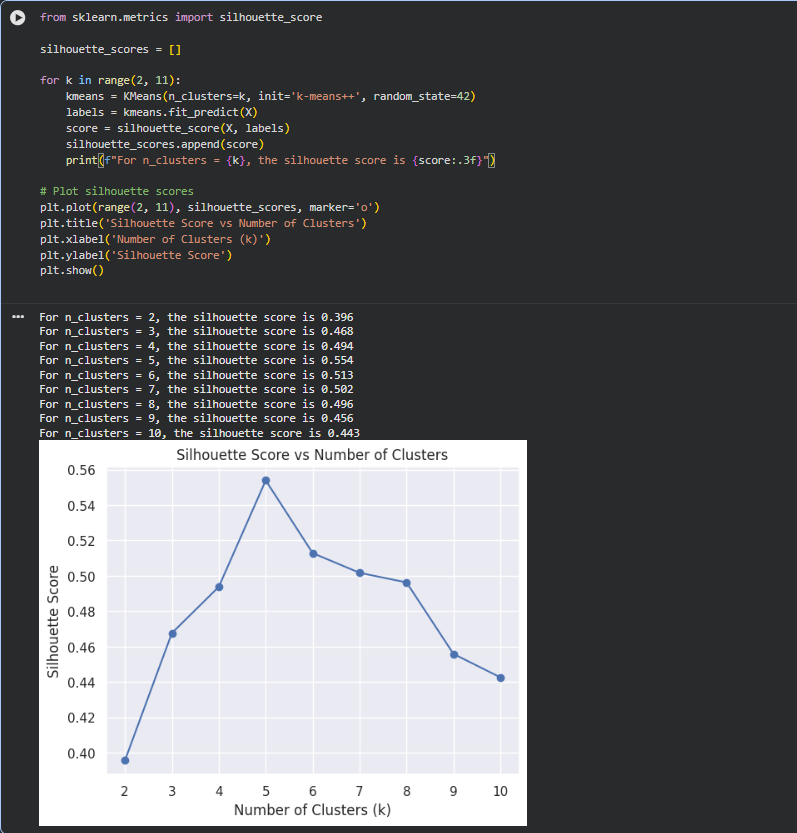 from sklearn.metrics import silhouette_score
silhouette_scores = []
for k in range(2, 11):
    kmeans = KMeans(n_clusters=k, init='k-means++', random_state=42)
    labels = kmeans.fit_predict(X)
    score = silhouette_score(X, labels)
    silhouette_scores.append(score)
    print(f"For n_clusters = {k}, the silhouette score is {score:.3f}")
# Plot silhouette scores
plt.plot(range(2, 11), silhouette_scores, marker='o')
plt.title('Silhouette Score vs Number of Clusters')
plt.xlabel('Number of Clusters (k)')
plt.ylabel('Silhouette Score')
plt.show()
For n_clusters = 2, the silhouette score is 0.396
For n_clusters = 3, the silhouette score is 0.468
For n_clusters = 4, the silhouette score is 0.494
For n_clusters = 5, the silhouette score is 0.554
For n_clusters = 6, the silhouette score is 0.513
For n_clusters = 7, the silhouette score is 0.502
For n_clusters = 8, the silhouette score is 0.496
For n_clusters = 9, the silhouette score is 0.456
For n_clusters = 10, the silhouette score is 0.443
Silhouette Score vs Number of Clusters
0.56
0.54
0.52
0.50
0.48
0.46
0.44
0.42
0.40
Silhouette Score
2 3 4 5 6 7 8 9 10
Number of Clusters (k)